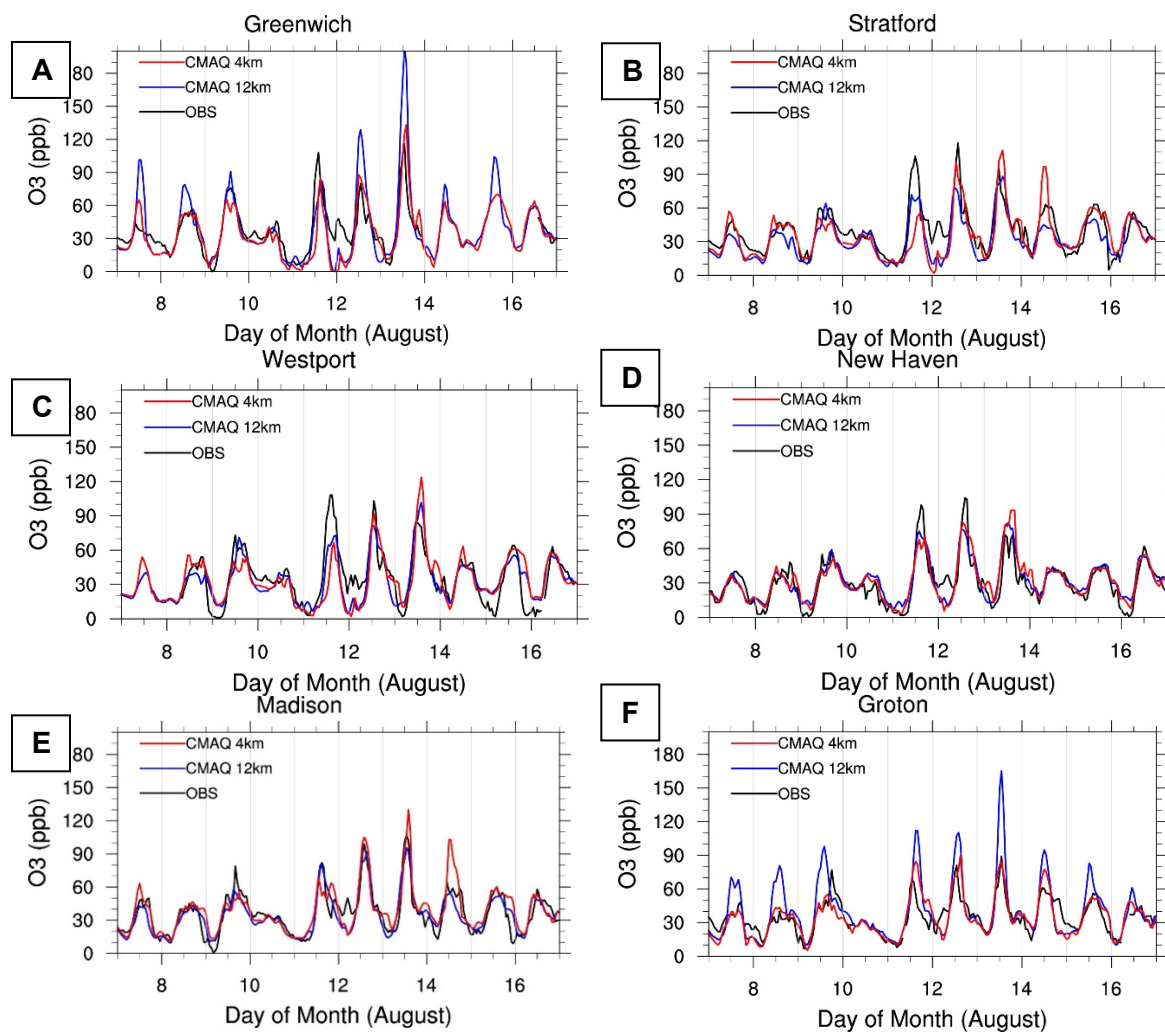 Greenwich
A
CMAQ 4km
CMAQ 12km
OBS
O3 (ppb)
80
150
120
90
60
30
0
8 10 12 14 16
Day of Month (August)
Stratford
B
CMAQ 4km
CMAQ 12km
OBS
O3 (ppb)
80
150
120
90
60
30
0
8 10 12 14 16
Day of Month (August)
Westport
C
CMAQ 4km
CMAQ 12km
OBS
O3 (ppb)
80
150
120
90
60
30
0
8 10 12 14 16
Day of Month (August)
New Haven
D
CMAQ 4km
CMAQ 12km
OBS
O3 (ppb)
180
150
120
90
60
30
0
8 10 12 14 16
Day of Month (August)
Madison
E
CMAQ 4km
CMAQ 12km
OBS
O3 (ppb)
80
150
120
90
60
30
0
8 10 12 14 16
Day of Month (August)
Groton
F
CMAQ 4km
CMAQ 12km
OBS
O3 (ppb)
180
150
120
90
60
30
0
8 10 12 14 16
Day of Month (August)